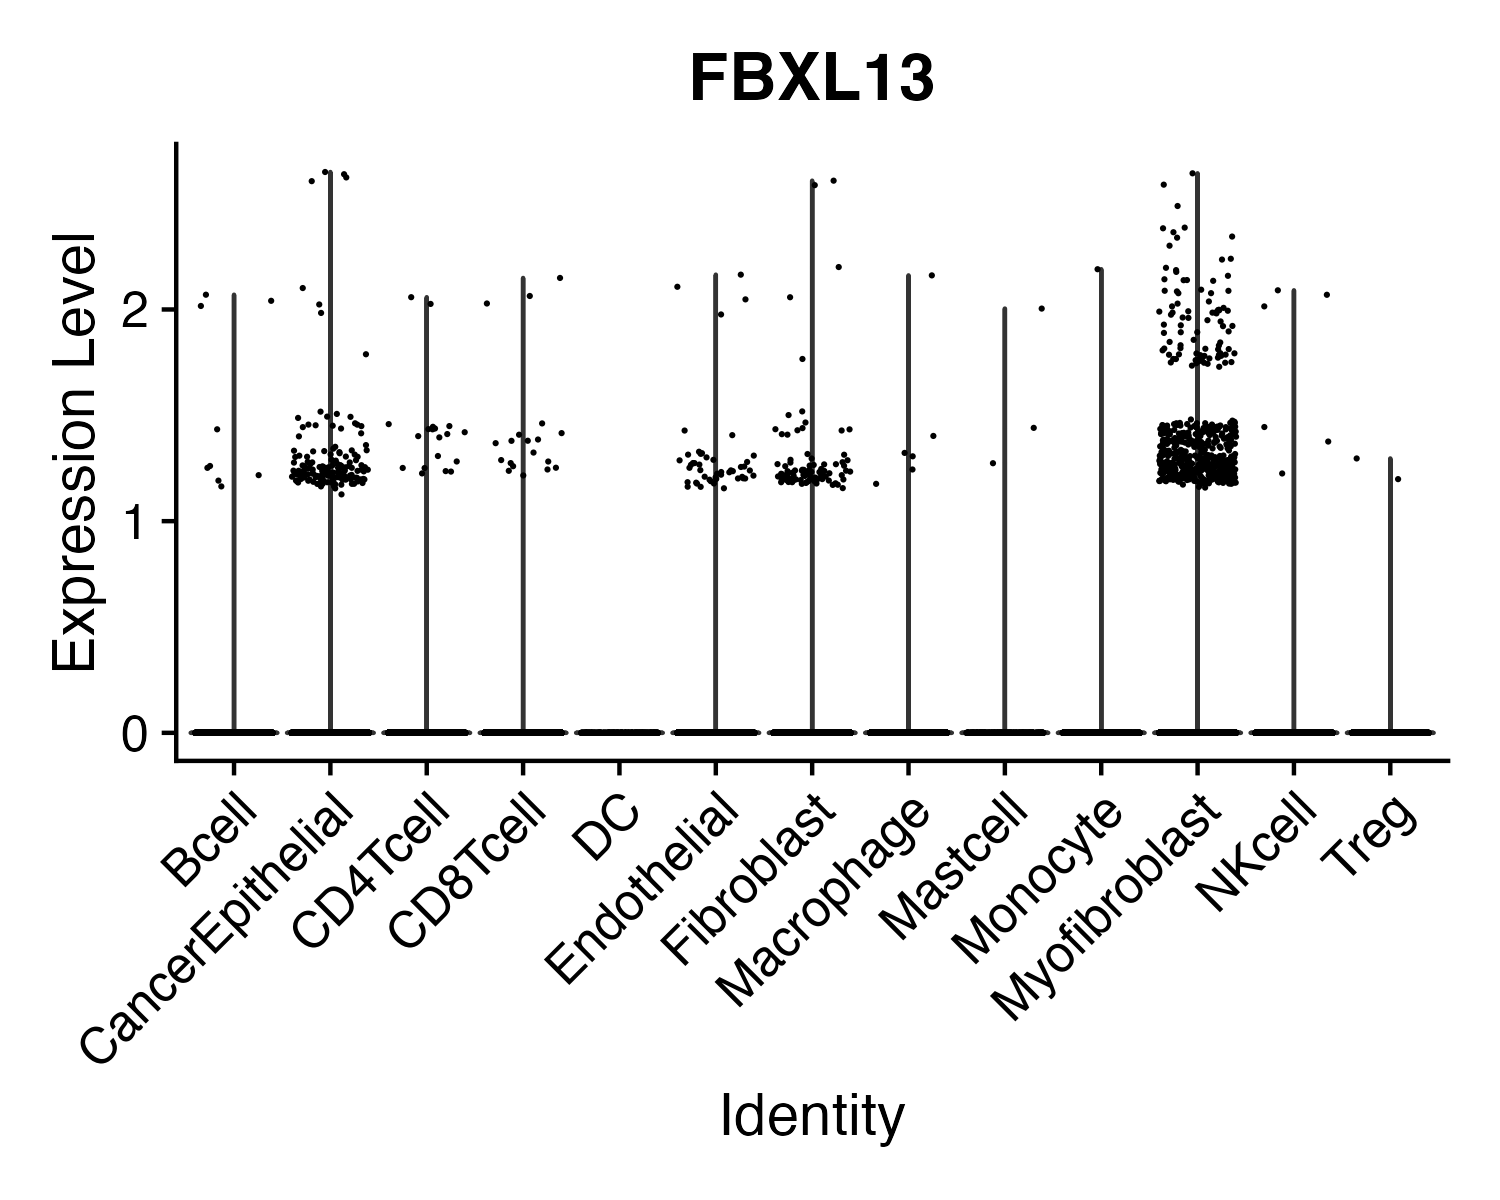 FBXL13
Expression Level
2
1
0
Bcell
CancerEpithelial
CD4Tcell
CD8Tcell
DC
Endothelial
Fibroblast
Macrophage
Mastcell
Monocyte
Myofibroblast
NKcell
Treg
Identity